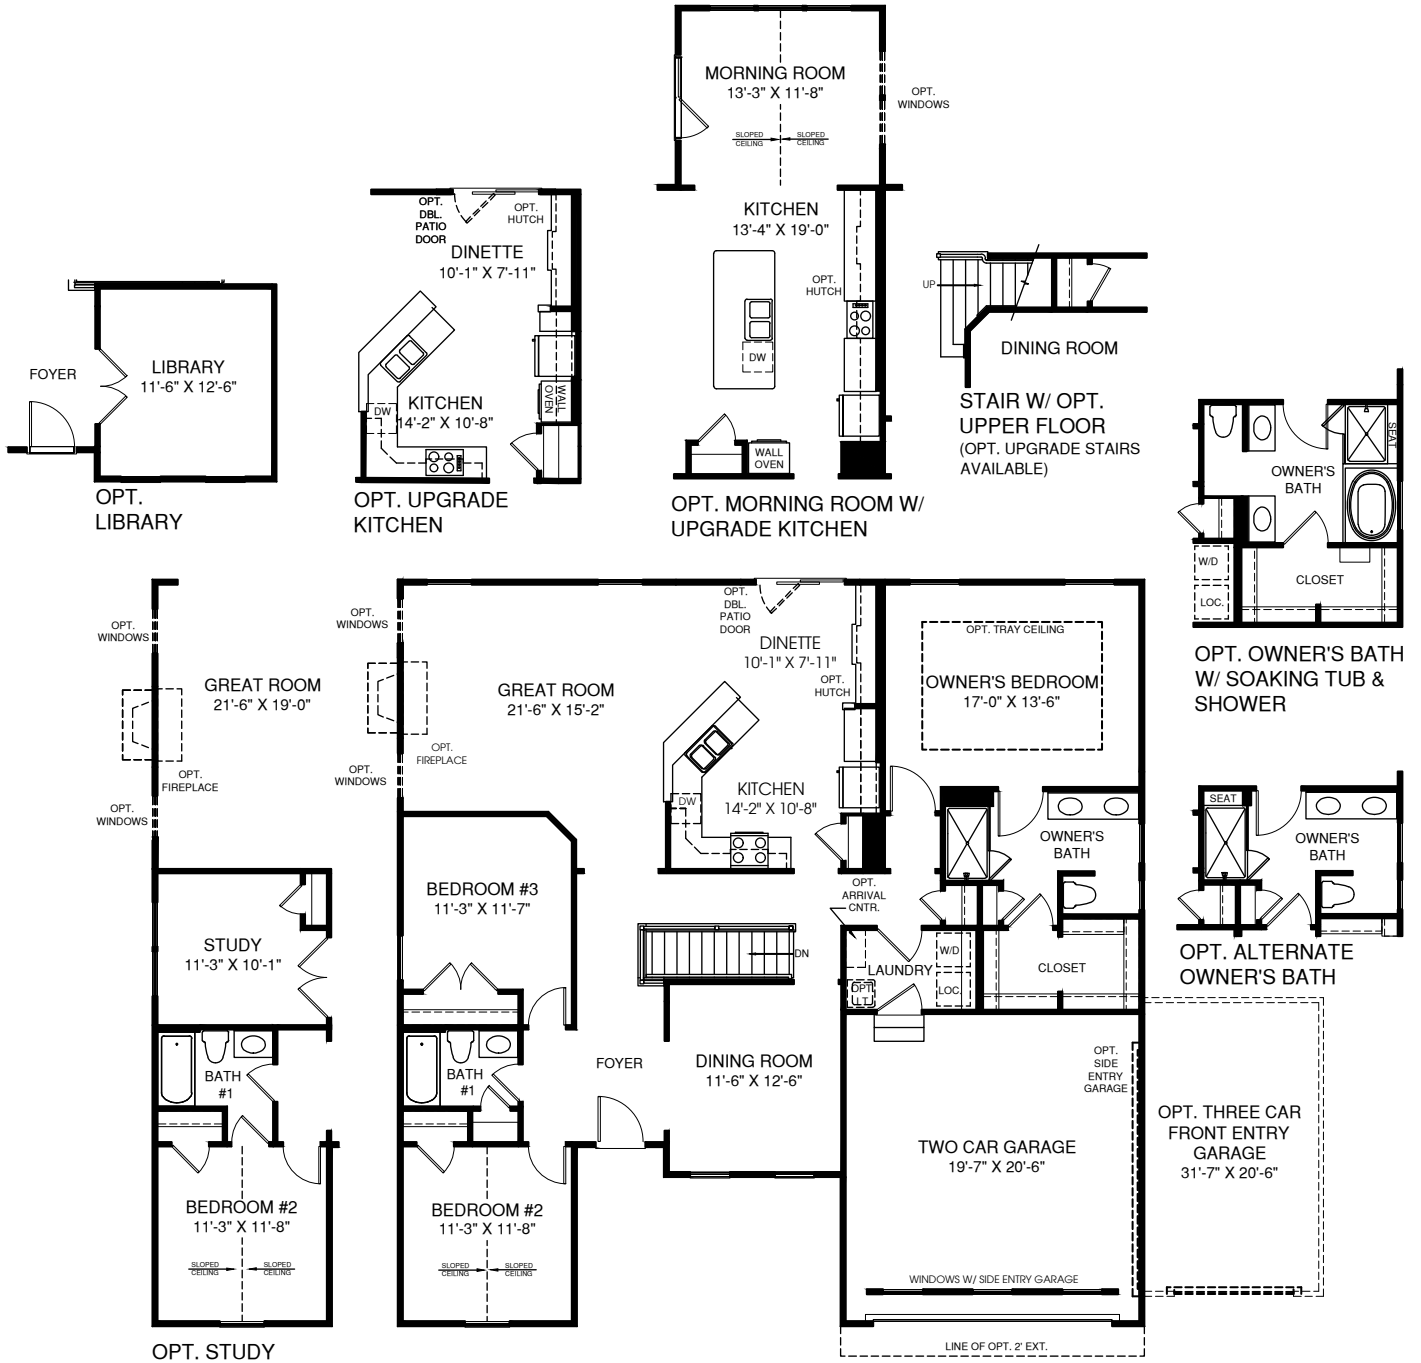 MORNING ROOM
13'-3" X 11'-8"
OPT.
WINDOWS
SLOPED
CEILING
SLOPED
CEILING
KITCHEN
13'-4" X 19'-0"
OPT.
HUTCH
DW
WALL
OVEN
OPT. MORNING ROOM W/
UPGRADE KITCHEN
OPT.
DBL.
PATIO
DOOR
OPT.
HUTCH
DINETTE
10'-1" X 7'-11"
DW
KITCHEN
14'-2" X 10'-8"
WALL
OVEN
OPT. UPGRADE
KITCHEN
FOYER
LIBRARY
11'-6" X 12'-6"
OPT.
LIBRARY
UP
DINING ROOM
STAIR W/ OPT.
UPPER FLOOR
(OPT. UPGRADE STAIRS
AVAILABLE)
SEAT
OWNER'S
BATH
W/D
LOC.
CLOSET
OPT. OWNER'S BATH
W/ SOAKING TUB &
SHOWER
OPT.
WINDOWS
GREAT ROOM
21'-6" X 19'-0"
OPT.
FIREPLACE
OPT.
WINDOWS
STUDY
11'-3" X 10'-1"
BATH
#1
BEDROOM #2
11'-3" X 11'-8"
SLOPED
CEILING
SLOPED
CEILING
OPT. STUDY
OPT.
WINDOWS
GREAT ROOM
21'-6" X 15'-2"
OPT.
FIREPLACE
OPT.
WINDOWS
OPT.
DBL.
PATIO
DOOR
DINETTE
10'-1" X 7'-11"
OPT.
HUTCH
KITCHEN
14'-2" X 10'-8"
DW
OPT. TRAY CEILING
OWNER'S BEDROOM
17'-0" X 13'-6"
OWNER'S
BATH
BEDROOM #3
11'-3" X 11'-7"
OPT.
ARRIVAL
CNTR.
DN
LAUNDRY
W/D
LOC.
OPT.
L.T.
CLOSET
BATH
#1
FOYER
DINING ROOM
11'-6" X 12'-6"
BEDROOM #2
11'-3" X 11'-8"
SLOPED
CEILING
SLOPED
CEILING
OPT.
SIDE
ENTRY
GARAGE
TWO CAR GARAGE
19'-7" X 20'-6"
WINDOWS W/ SIDE ENTRY GARAGE
LINE OF OPT. 2' EXT.
OPT. THREE CAR
FRONT ENTRY
GARAGE
31'-7" X 20'-6"
SEAT
OWNER'S
BATH
OPT. ALTERNATE
OWNER'S BATH